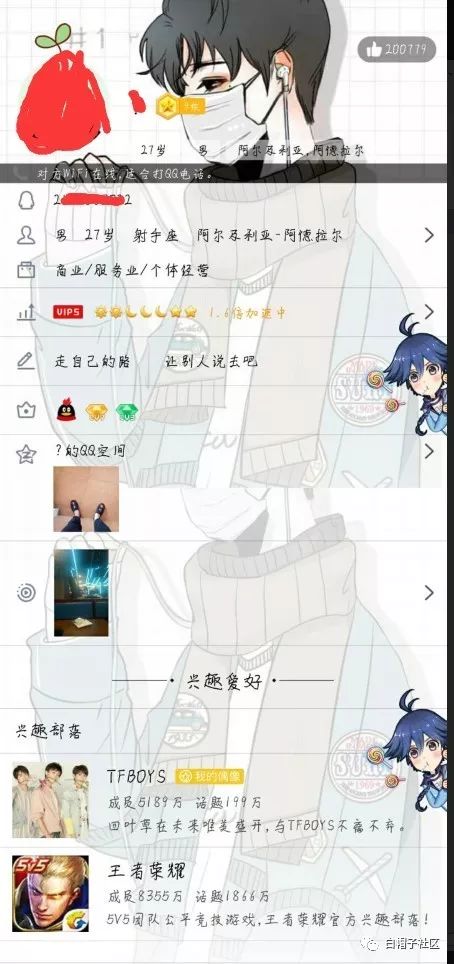 #1
200779
27岁 男 阿尔及利亚,阿德拉尔
对方WiFi在线,适合打QQ电话。
男 27岁 射手座 阿尔及利亚-阿德拉尔
商业/服务业/个体经营
VIP5 1.6倍加速中
走自己的路 让别人说去吧
?的QQ空间
兴趣爱好
兴趣部落
TFBOYS 我的偶像
成员5189万 话题199万
四叶草在未来唯美盛开,与TFBOYS不离不弃。
5V5
王者荣耀
成员8355万 话题1866万
5V5团队公平竞技游戏,王者荣耀官方兴趣部落!
白帽子社区